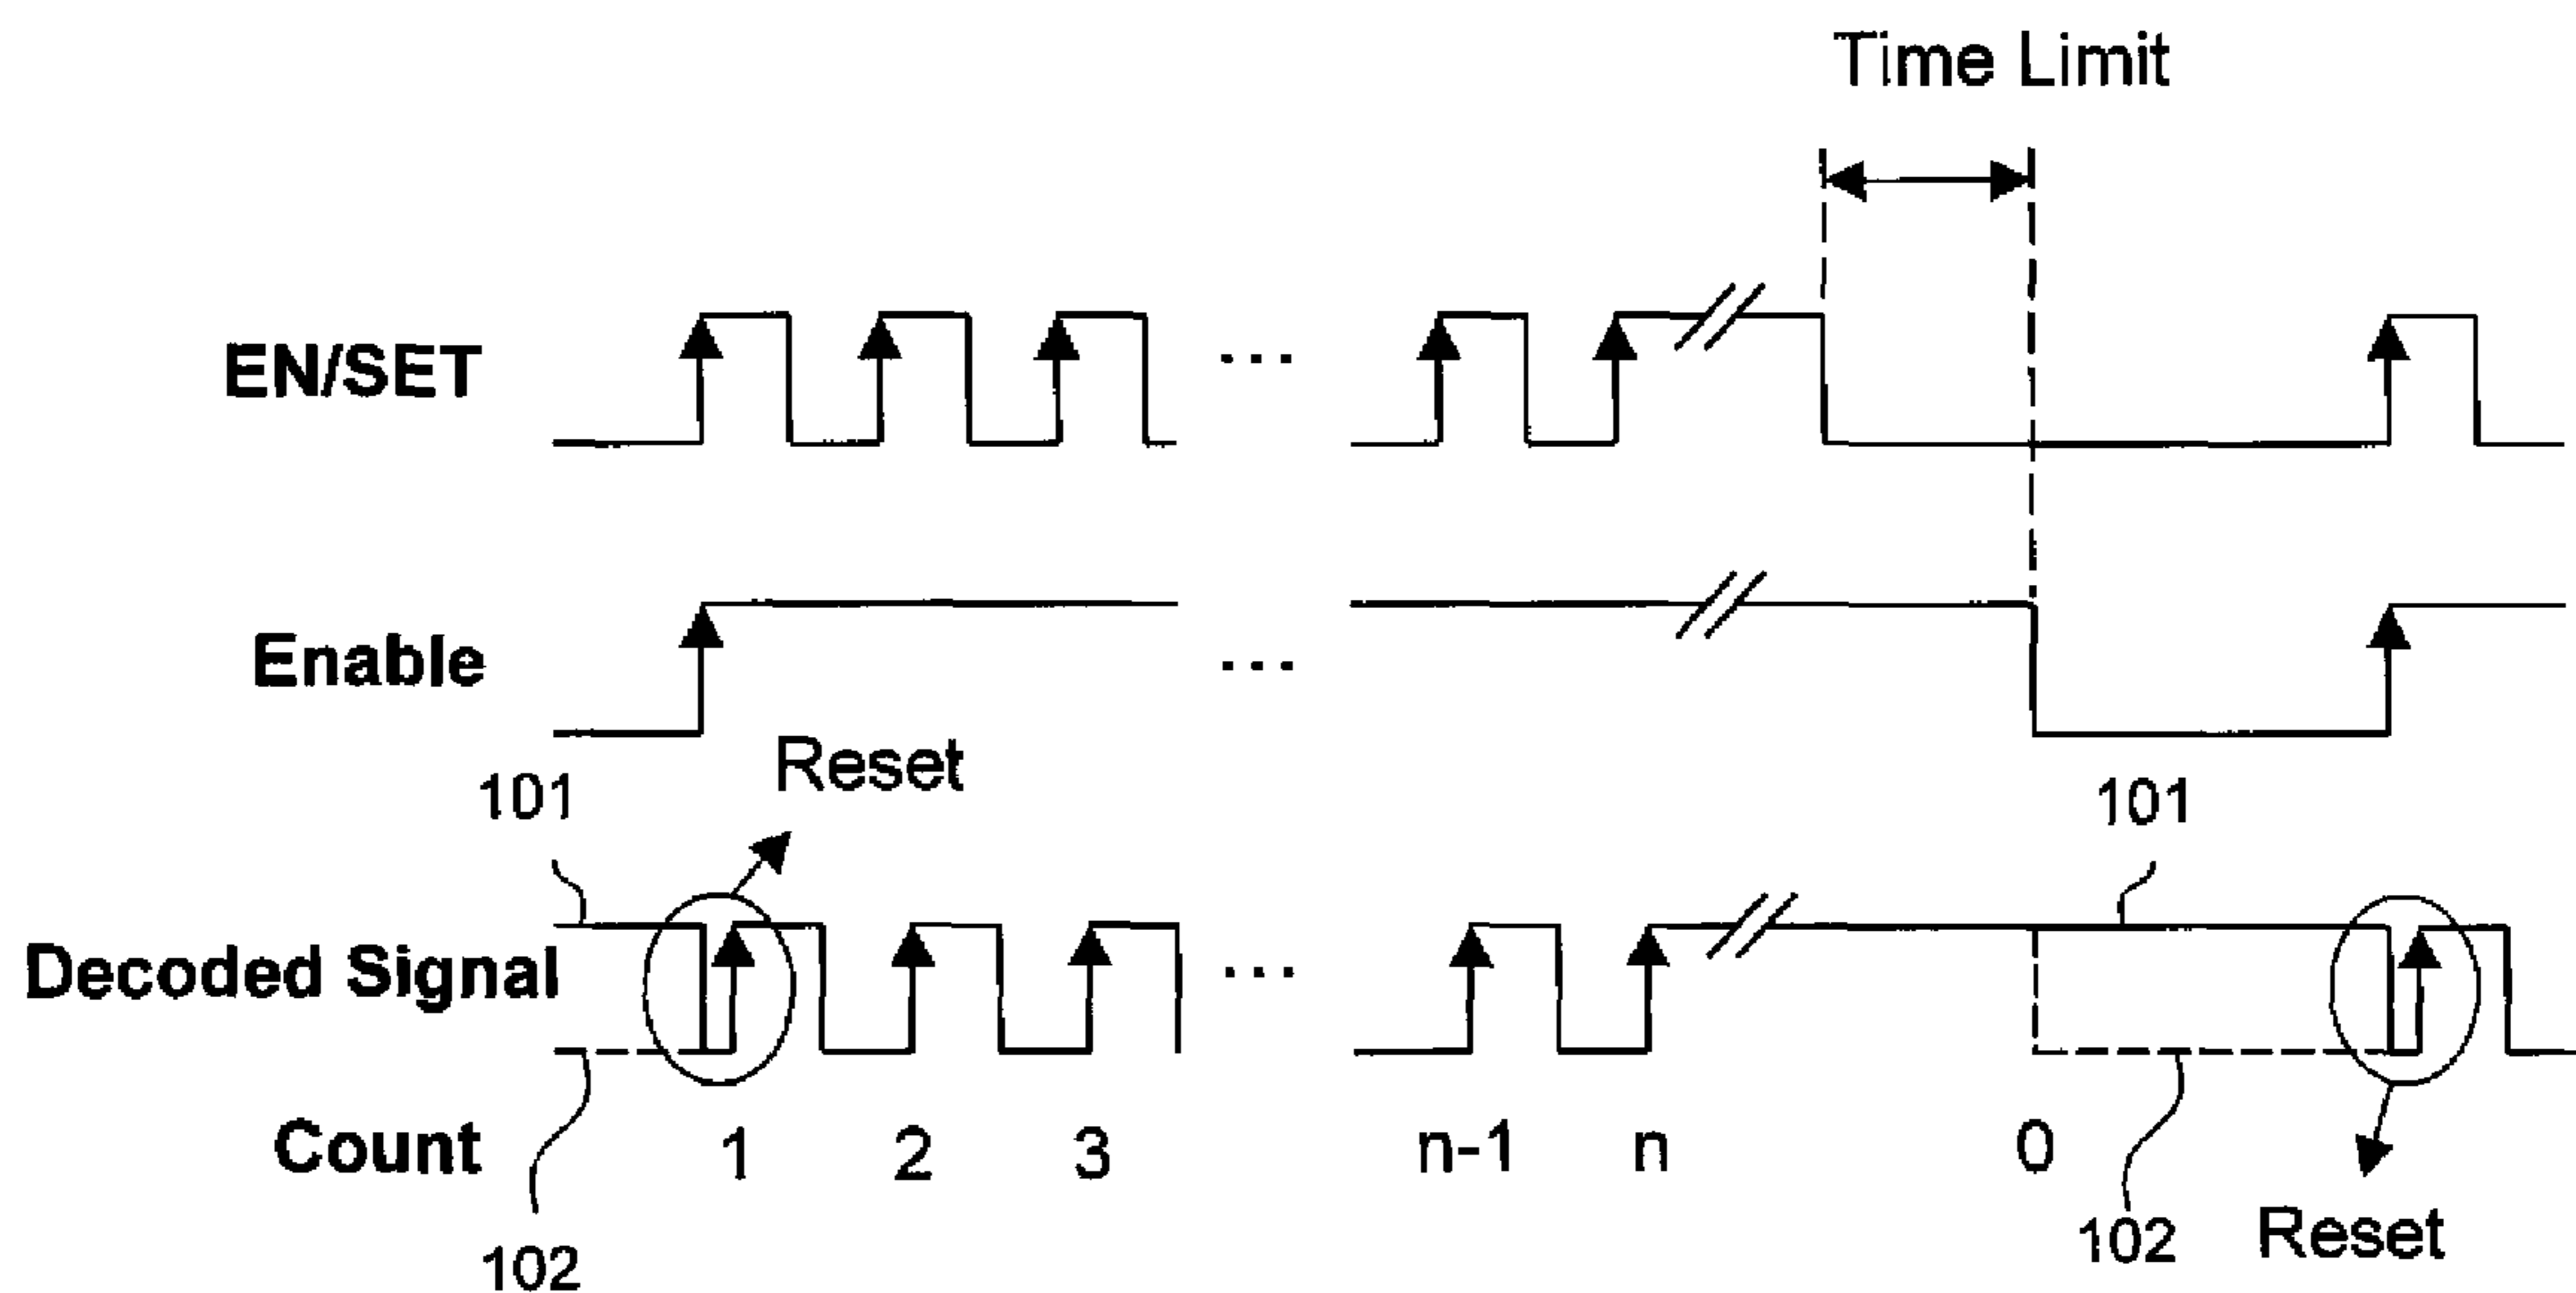 Time Limit
EN/SET
...
Enable
...
Reset
101
101
Decoded Signal
...
Count 1 2 3 n-1 n 0
102
102
Reset